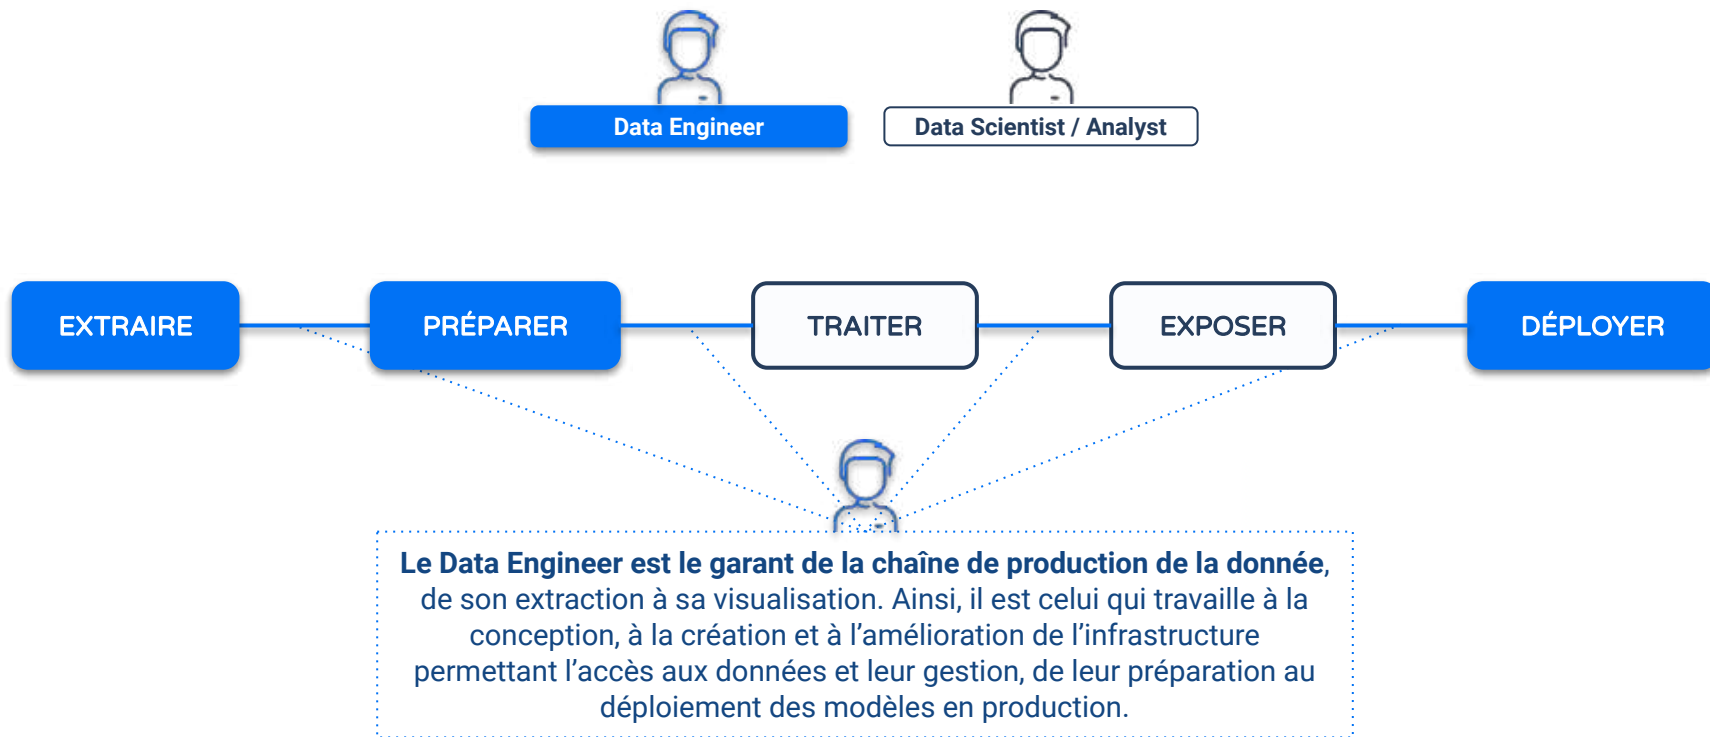 Data Engineer
Data Scientist / Analyst
EXTRAIRE
PRÉPARER
TRAITER
EXPOSER
DÉPLOYER
Le Data Engineer est le garant de la chaîne de production de la donnée,
de son extraction à sa visualisation. Ainsi, il est celui qui travaille à la
conception, à la création et à l’amélioration de l’infrastructure
permettant l’accès aux données et leur gestion, de leur préparation au
déploiement des modèles en production.